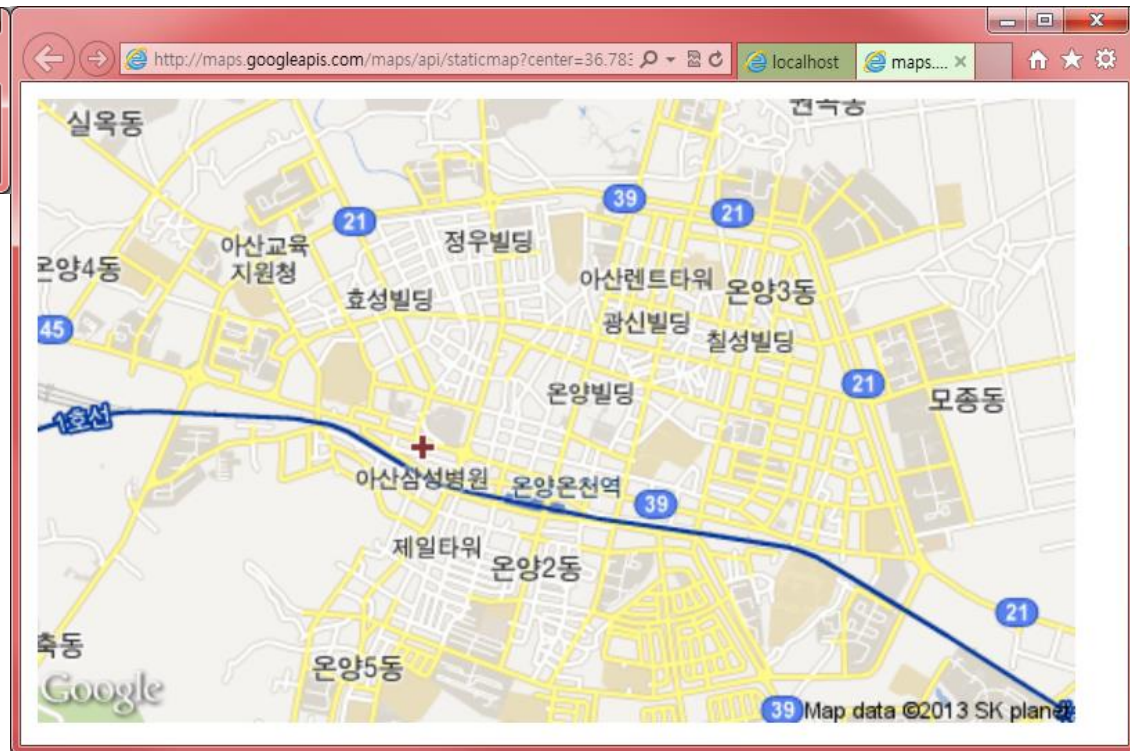 http://maps.googleapis.com/maps/api/staticmap?center=36.783
localhost
maps....
실옥동
39
21
21
정우빌딩
아산교육
지원청
온양4동
아산렌트타워
온양3동
효성빌딩
광신빌딩
칠성빌딩
45
21
온양빌딩
모종동
1호선
아산삼성병원
온양온천역
39
제일타워
온양2동
21
온양5동
Google
39
Map data ©2013 SK planet